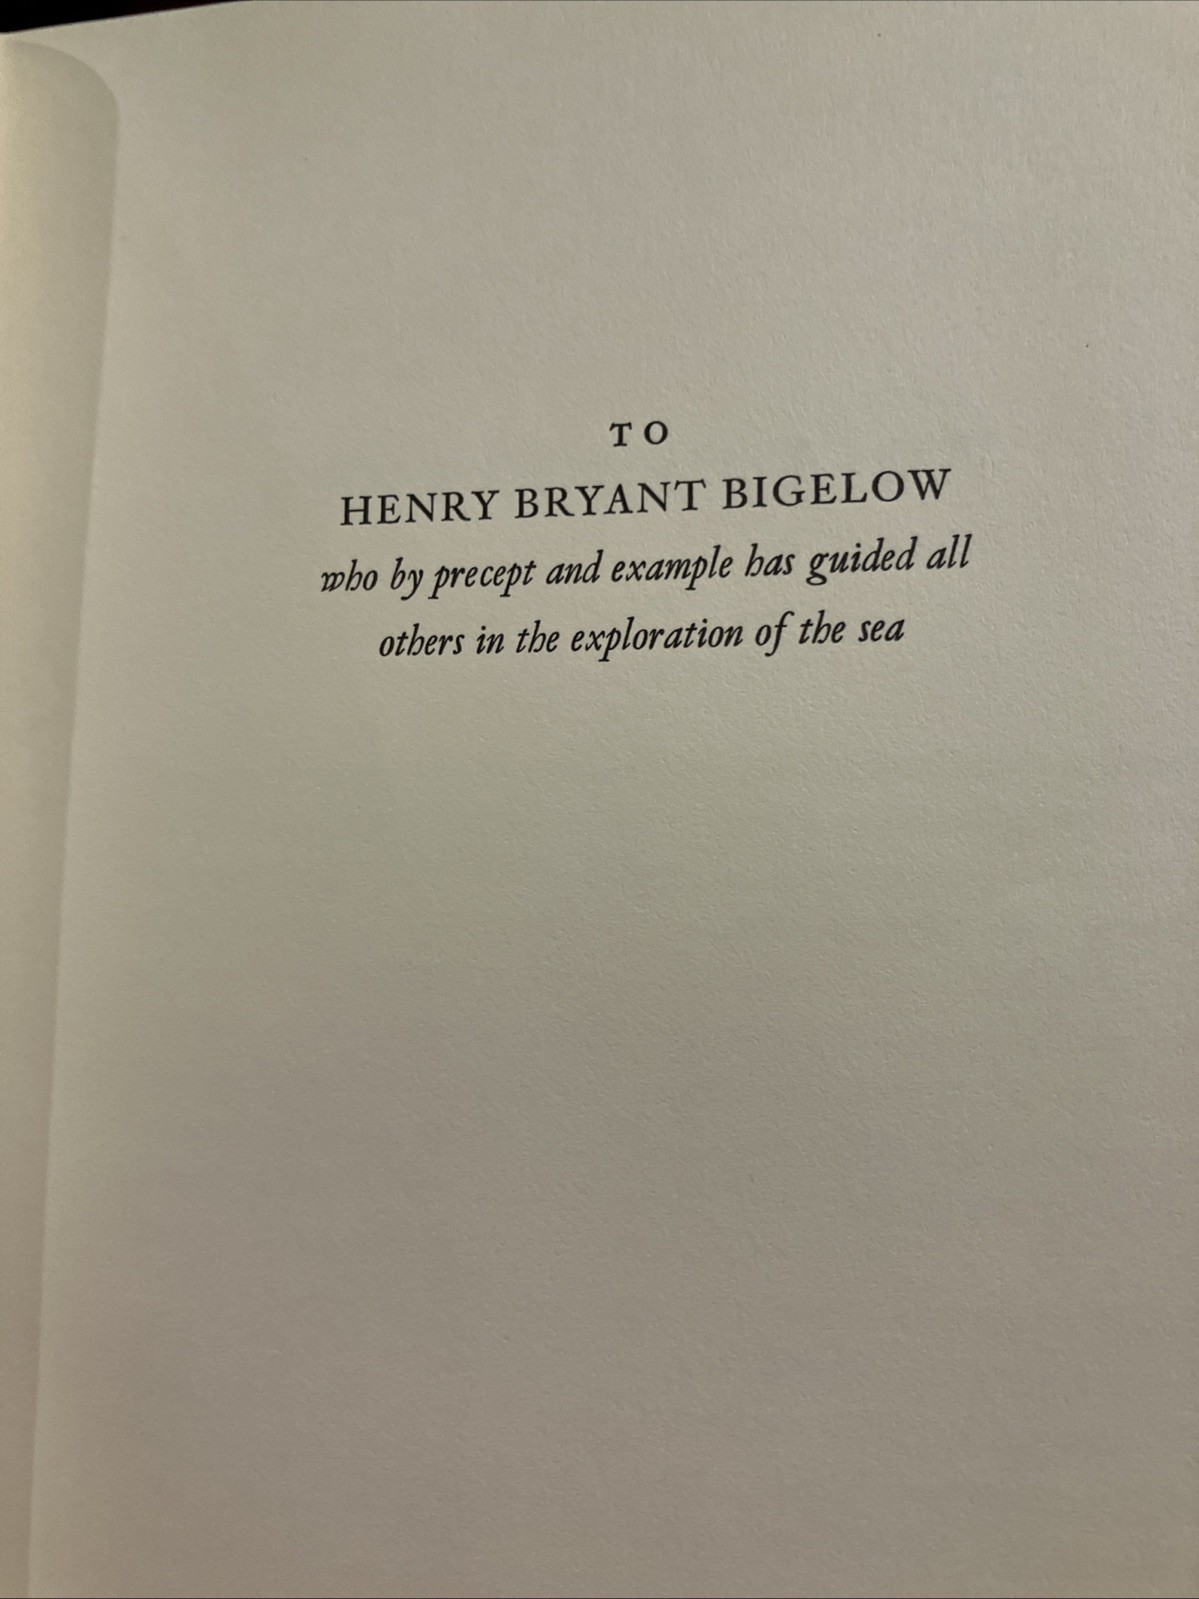 TO
HENRY BRYANT BIGELOW
who by precept and example has guided all
others in the exploration of the sea